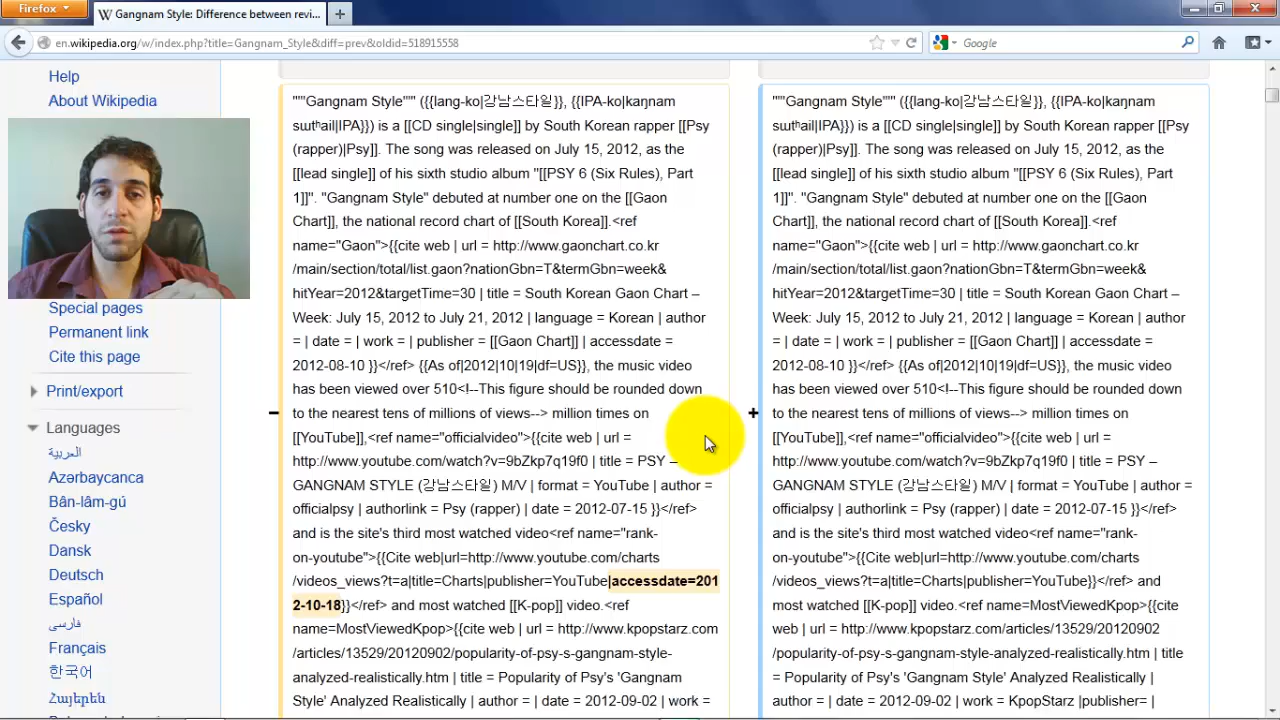 Firefox
W Gangnam Style: Difference between revi...
en.wikipedia.org/w/index.php?title=Gangnam_Style&diff=prev&oldid=518915558
Google
Help
About Wikipedia
Special pages
Permanent link
Cite this page
Print/export
Languages
العربية
Azərbaycanca
Bân-lâm-gú
Česky
Dansk
Deutsch
Español
فارسی
Français
한국어
Հայերեն
'''"Gangnam Style"''' ({{lang-ko|강남스타일}}, {{IPA-ko|kaŋnam
sɯtʰail|IPA}}) is a [[CD single|single]] by South Korean rapper [[Psy
(rapper)|Psy]]. The song was released on July 15, 2012, as the
[[lead single]] of his sixth studio album ''[[PSY 6 (Six Rules), Part
1]]''. "Gangnam Style" debuted at number one on the [[Gaon
Chart]], the national record chart of [[South Korea]].<ref
name="Gaon">{{cite web | url = http://www.gaonchart.co.kr
/main/section/total/list.gaon?nationGbn=T&termGbn=week&
hitYear=2012&targetTime=30 | title = South Korean Gaon Chart –
Week: July 15, 2012 to July 21, 2012 | language = Korean | author
= | date = | work = | publisher = [[Gaon Chart]] | accessdate =
2012-08-10 }}</ref> {{As of|2012|10|19|df=US}}, the music video
has been viewed over 510<!--This figure should be rounded down
to the nearest tens of millions of views--> million times on
[[YouTube]],<ref name="officialvideo">{{cite web | url =
http://www.youtube.com/watch?v=9bZkp7q19f0 | title = PSY –
GANGNAM STYLE (강남스타일) M/V | format = YouTube | author =
officialpsy | authorlink = Psy (rapper) | date = 2012-07-15 }}</ref>
and is the site's third most watched video<ref name="rank-
on-youtube">{{Cite web|url=http://www.youtube.com/charts
/videos_views?t=a|title=Charts|publisher=YouTube|accessdate=201
2-10-18}}</ref> and most watched [[K-pop]] video.<ref
name=MostViewedKpop>{{cite web | url = http://www.kpopstarz.com
/articles/13529/20120902/popularity-of-psy-s-gangnam-style-
analyzed-realistically.htm | title = Popularity of Psy's 'Gangnam
Style' Analyzed Realistically | author = | date = 2012-09-02 | work =
'''"Gangnam Style"''' ({{lang-ko|강남스타일}}, {{IPA-ko|kaŋnam
sɯtʰail|IPA}}) is a [[CD single|single]] by South Korean rapper [[Psy
(rapper)|Psy]]. The song was released on July 15, 2012, as the
[[lead single]] of his sixth studio album ''[[PSY 6 (Six Rules), Part
1]]''. "Gangnam Style" debuted at number one on the [[Gaon
Chart]], the national record chart of [[South Korea]].<ref
name="Gaon">{{cite web | url = http://www.gaonchart.co.kr
/main/section/total/list.gaon?nationGbn=T&termGbn=week&
hitYear=2012&targetTime=30 | title = South Korean Gaon Chart –
Week: July 15, 2012 to July 21, 2012 | language = Korean | author
= | date = | work = | publisher = [[Gaon Chart]] | accessdate =
2012-08-10 }}</ref> {{As of|2012|10|19|df=US}}, the music video
has been viewed over 510<!--This figure should be rounded down
to the nearest tens of millions of views--> million times on
[[YouTube]],<ref name="officialvideo">{{cite web | url =
http://www.youtube.com/watch?v=9bZkp7q19f0 | title = PSY –
GANGNAM STYLE (강남스타일) M/V | format = YouTube | author =
officialpsy | authorlink = Psy (rapper) | date = 2012-07-15 }}</ref>
and is the site's third most watched video<ref name="rank-
on-youtube">{{Cite web|url=http://www.youtube.com/charts
/videos_views?t=a|title=Charts|publisher=YouTube}}</ref> and
most watched [[K-pop]] video.<ref name=MostViewedKpop>{{cite
web | url = http://www.kpopstarz.com/articles/13529/20120902
/popularity-of-psy-s-gangnam-style-analyzed-realistically.htm | title
= Popularity of Psy's 'Gangnam Style' Analyzed Realistically |
author = | date = 2012-09-02 | work = KpopStarz |publisher= |